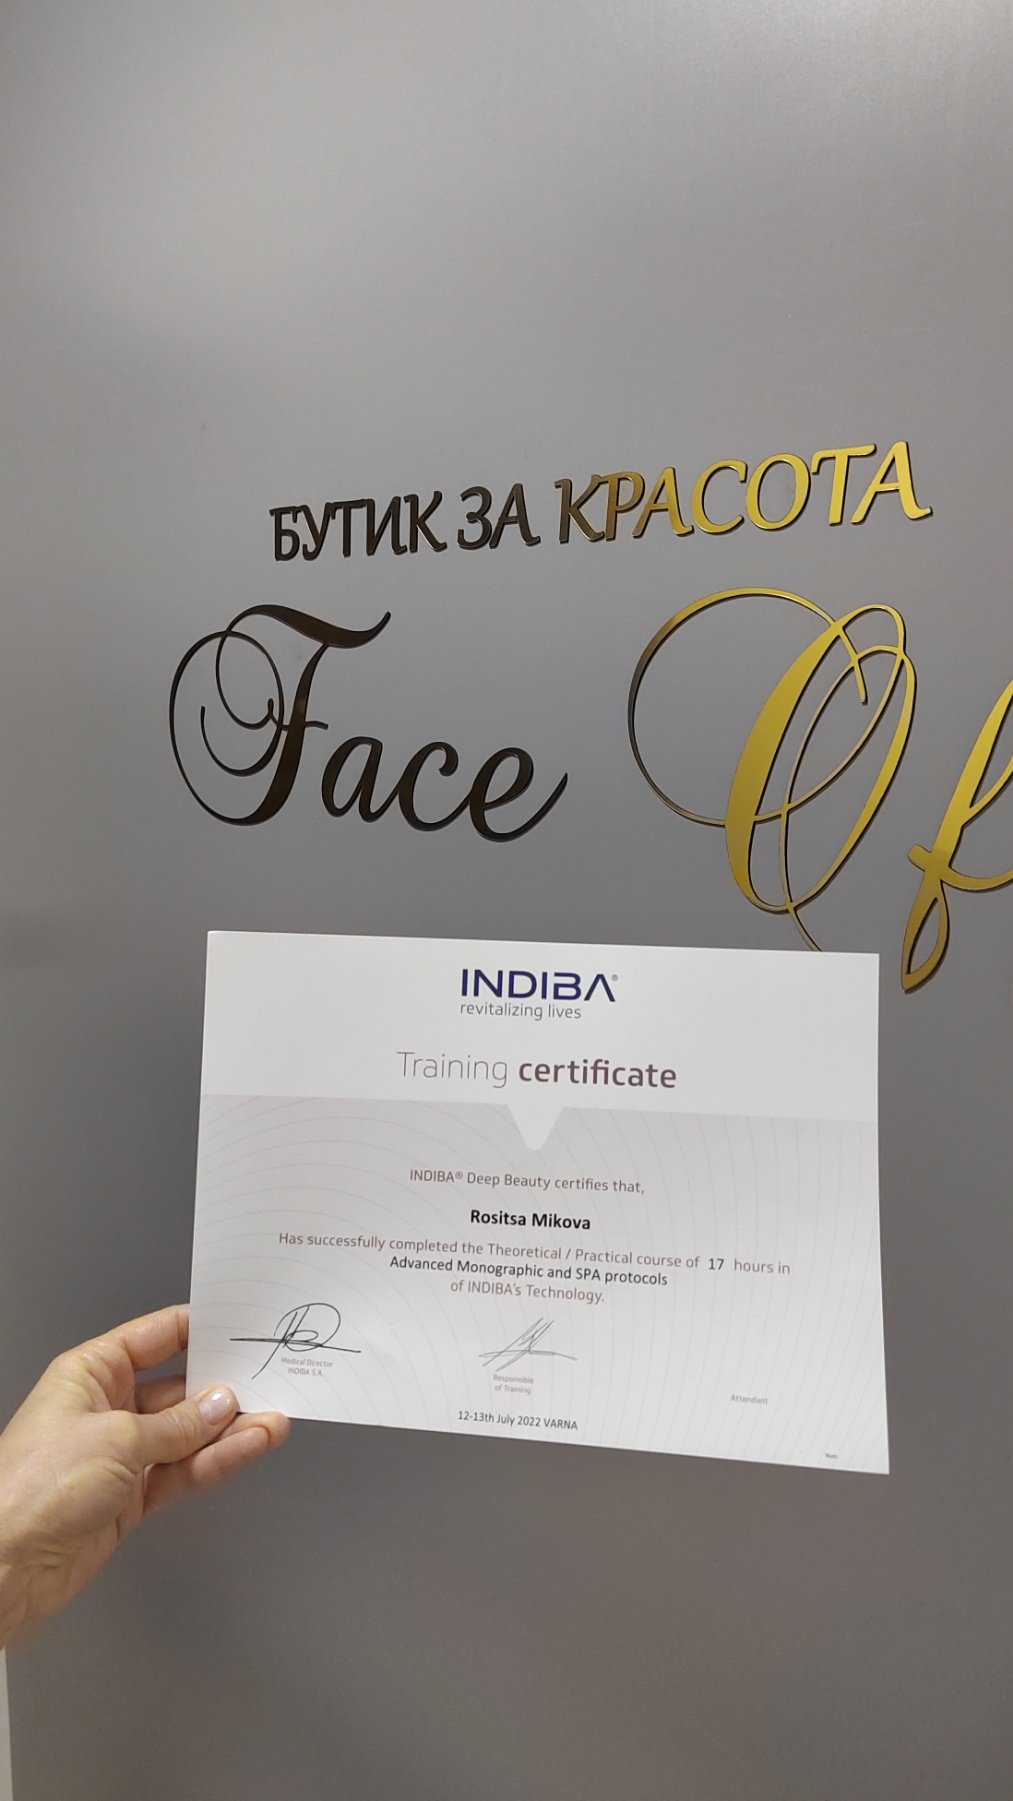 БУТИК ЗА КРАСОТА
Face Of
INDIBA®
revitalizing lives
Training certificate
INDIBA® Deep Beauty certifies that,
Rositsa Mikova
Has successfully completed the Theoretical / Practical course of 17 hours in
Advanced Monographic and SPA protocols
of INDIBA's Technology.
Medical Director
INDIBA S.A.
Responsible
of Training
Attendant
12-13th July 2022 VARNA